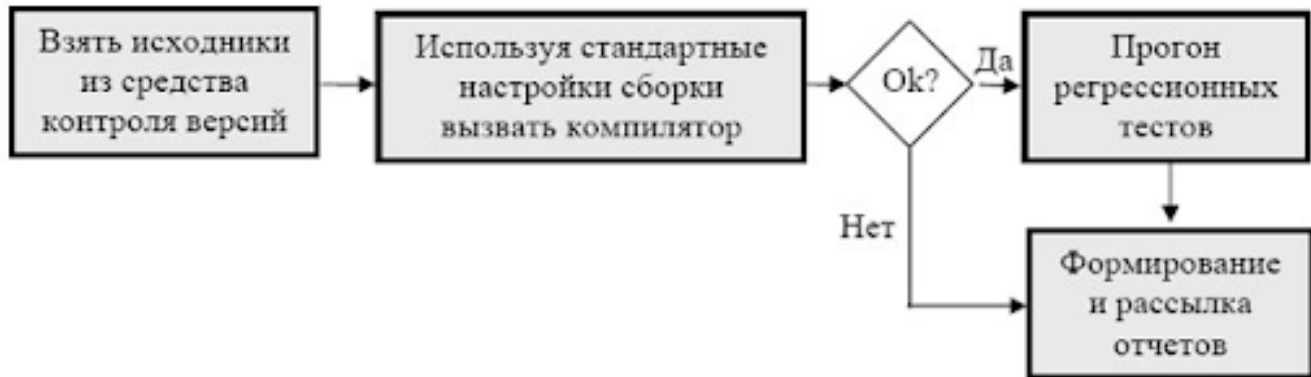 Взять исходники
из средства
контроля версий
Используя стандартные
настройки сборки
вызвать компилятор
Ok?
Да
Прогон
регрессионных
тестов
Нет
Формирование
и рассылка
отчетов